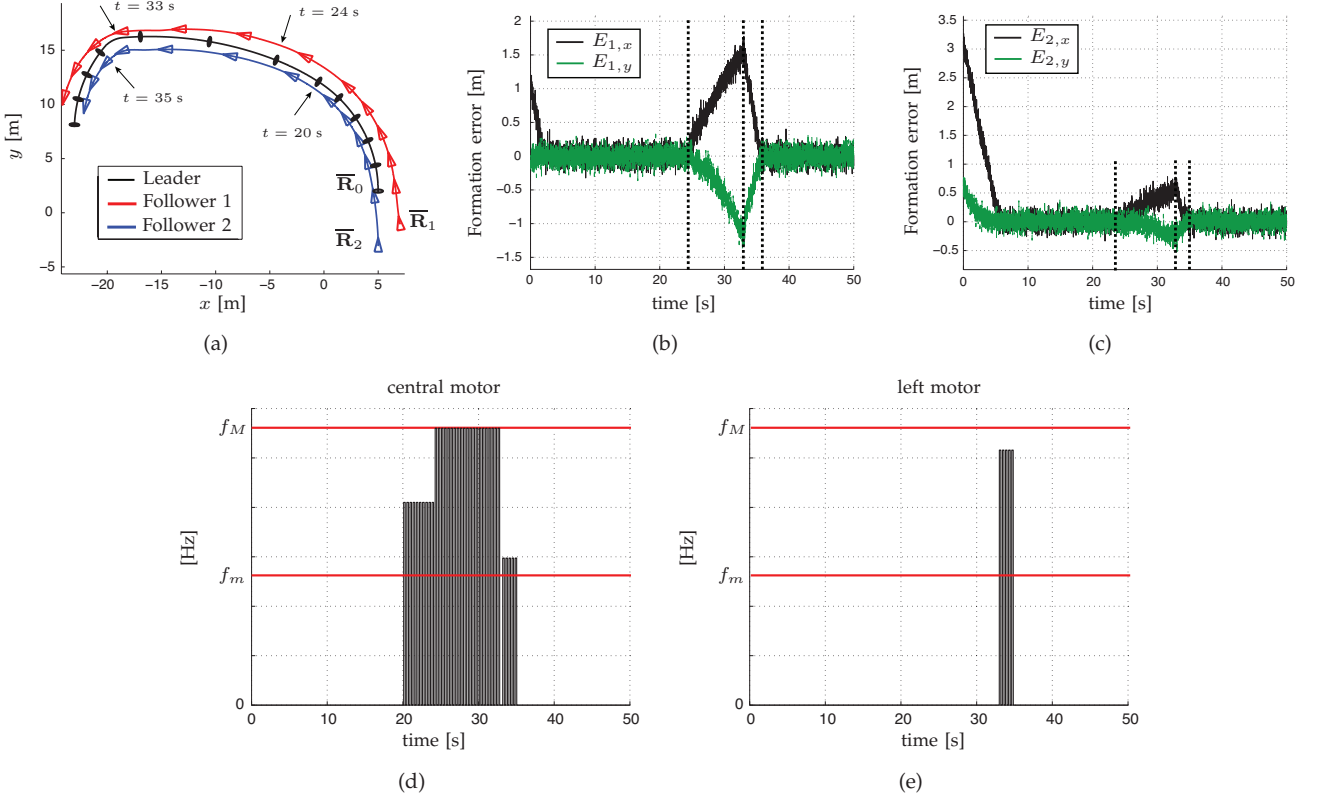 t = 33 s
t = 24 s
15
10
5
0
−5
y [m]
t = 35 s
t = 20 s
Leader
Follower 1
Follower 2
R̅₀
R̅₁
R̅₂
−20 −15 −10 −5 0 5
x [m]
(a)
2
1.5
1
0.5
0
−0.5
−1
−1.5
Formation error [m]
E₁,ₓ
E₁,y
0 10 20 30 40 50
time [s]
(b)
3.5
3
2.5
2
1.5
1
0.5
0
−0.5
Formation error [m]
E₂,ₓ
E₂,y
0 10 20 30 40 50
time [s]
(c)
central motor
f_M
[Hz]
f_m
0
0 10 20 30 40 50
time [s]
(d)
left motor
f_M
[Hz]
f_m
0
0 10 20 30 40 50
time [s]
(e)